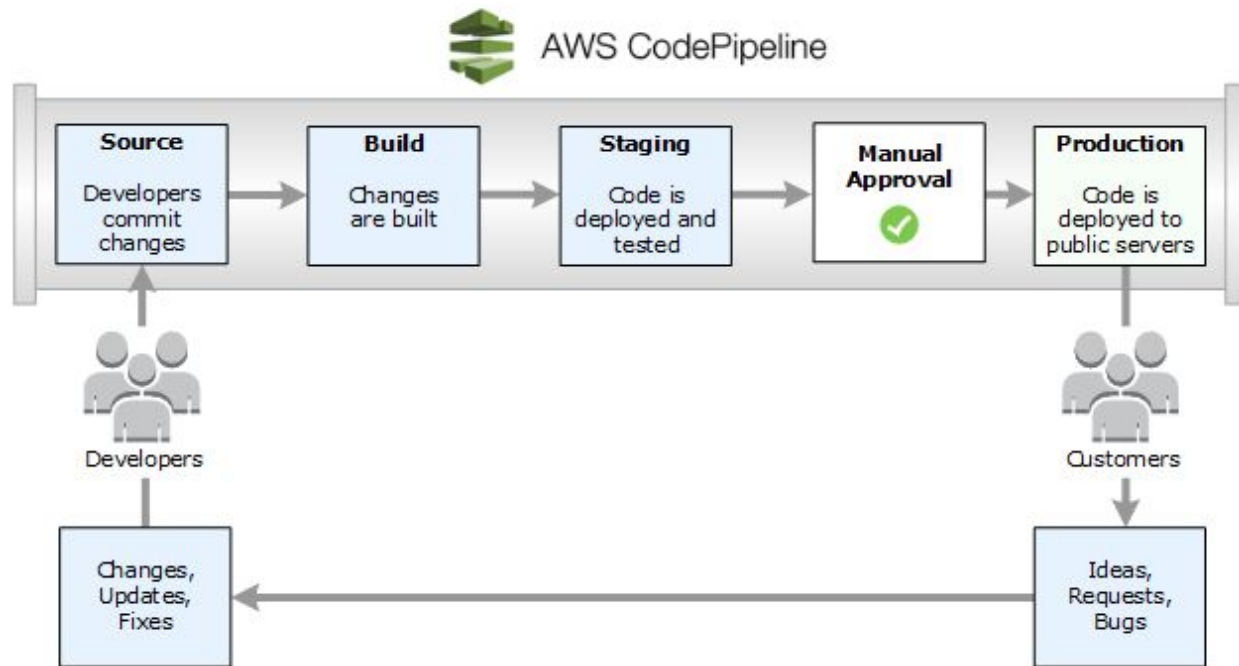 AWS CodePipeline
Source
Developers
commit
changes
Build
Changes
are built
Staging
Code is
deployed and
tested
Manual
Approval
Production
Code is
deployed to
public servers
Developers
Customers
Changes,
Updates,
Fixes
Ideas,
Requests,
Bugs